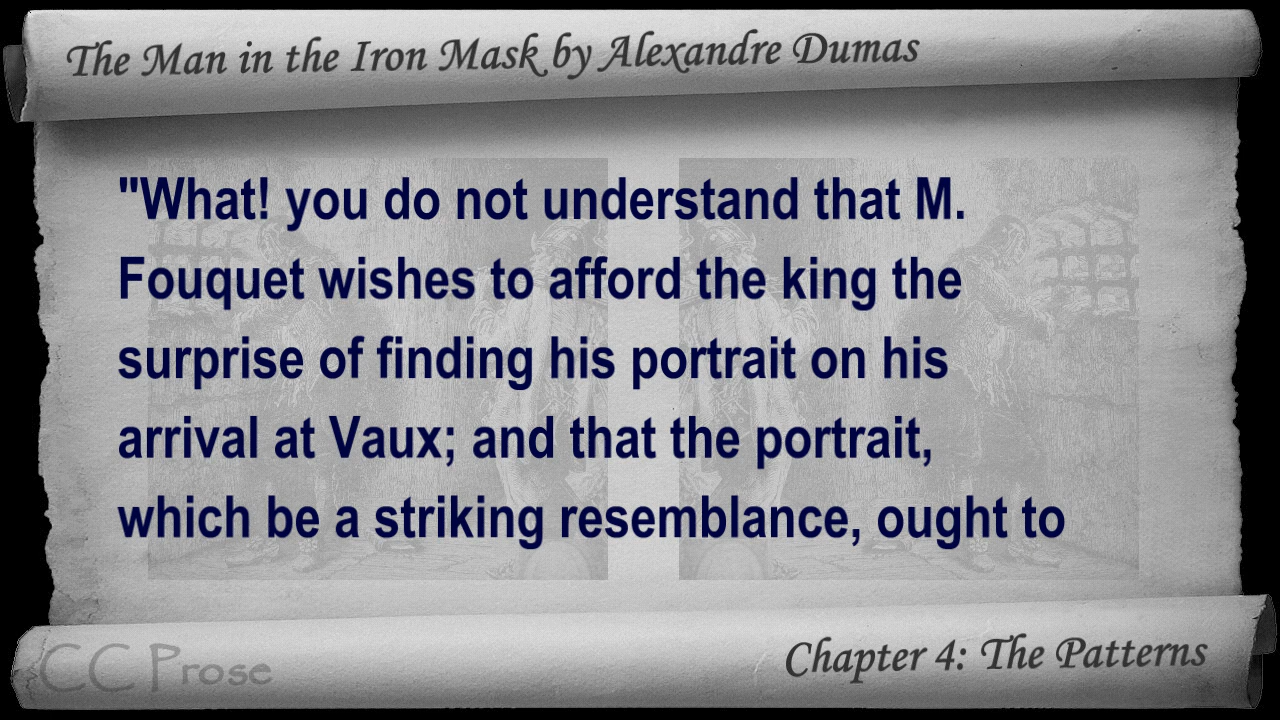 The Man in the Iron Mask by Alexandre Dumas
"What! you do not understand that M.
Fouquet wishes to afford the king the
surprise of finding his portrait on his
arrival at Vaux; and that the portrait,
which be a striking resemblance, ought to
CC Prose
Chapter 4: The Patterns